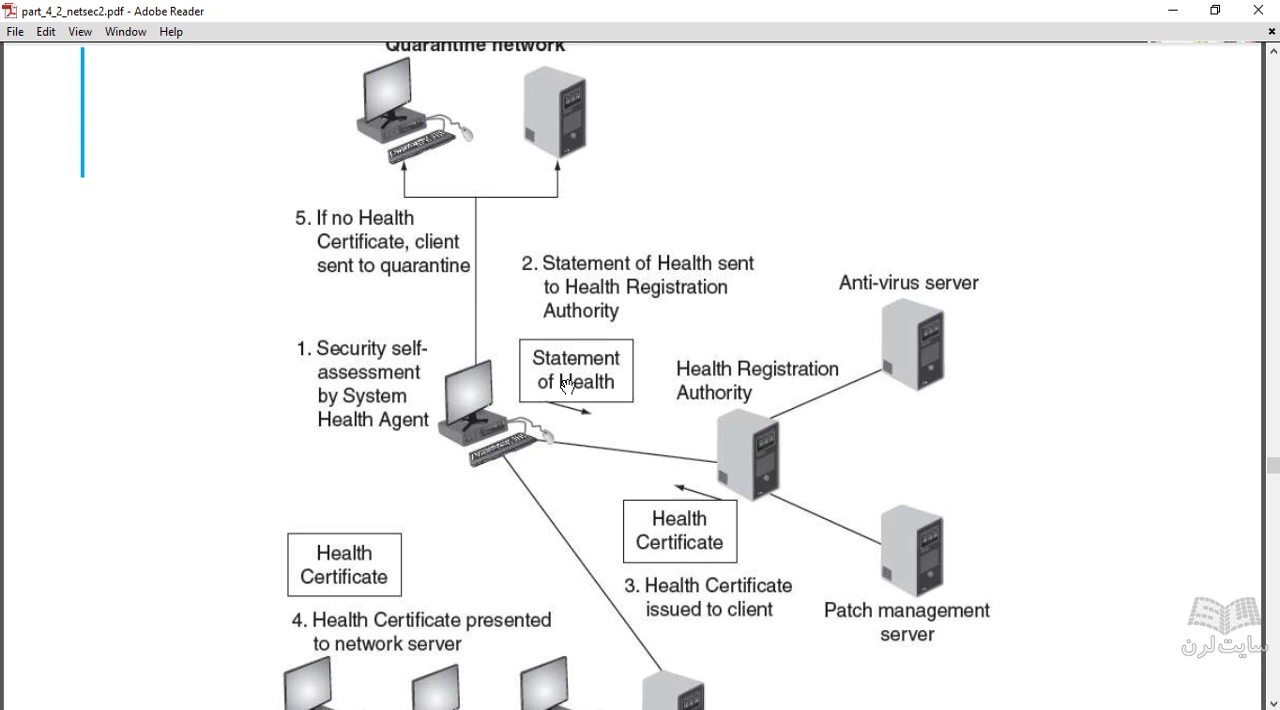 part_4_2_netsec2.pdf - Adobe Reader
File Edit View Window Help
Quarantine network
5. If no Health
Certificate, client
sent to quarantine
2. Statement of Health sent
to Health Registration
Authority
Anti-virus server
1. Security self-
assessment
by System
Health Agent
Statement
of Health
Health Registration
Authority
Health
Certificate
3. Health Certificate
issued to client
Patch management
server
Health
Certificate
4. Health Certificate presented
to network server
سایت لرن